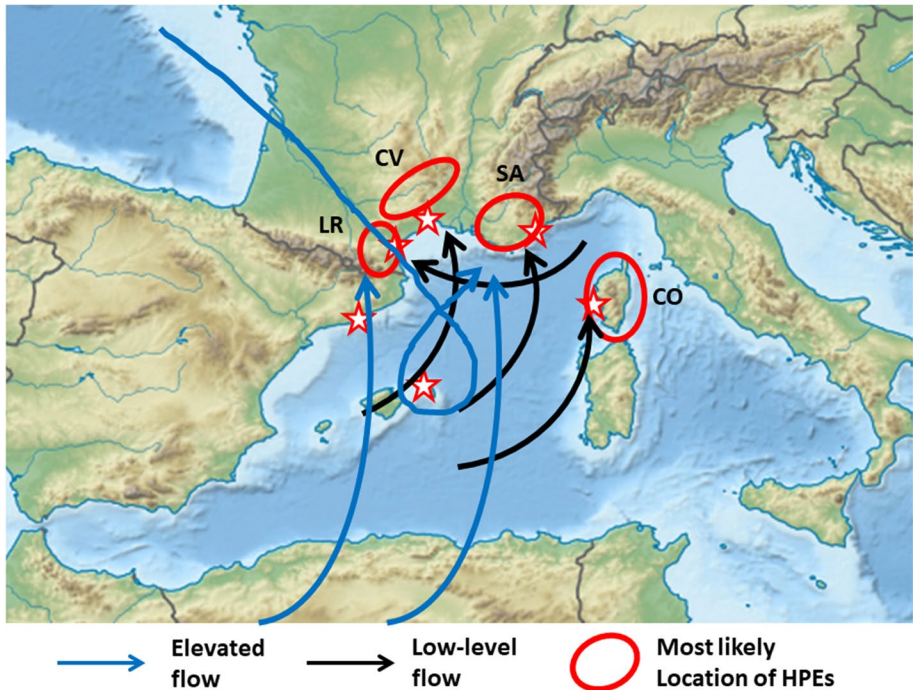 CV
SA
LR
CO
Elevated
flow
Low-level
flow
Most likely
Location of HPEs